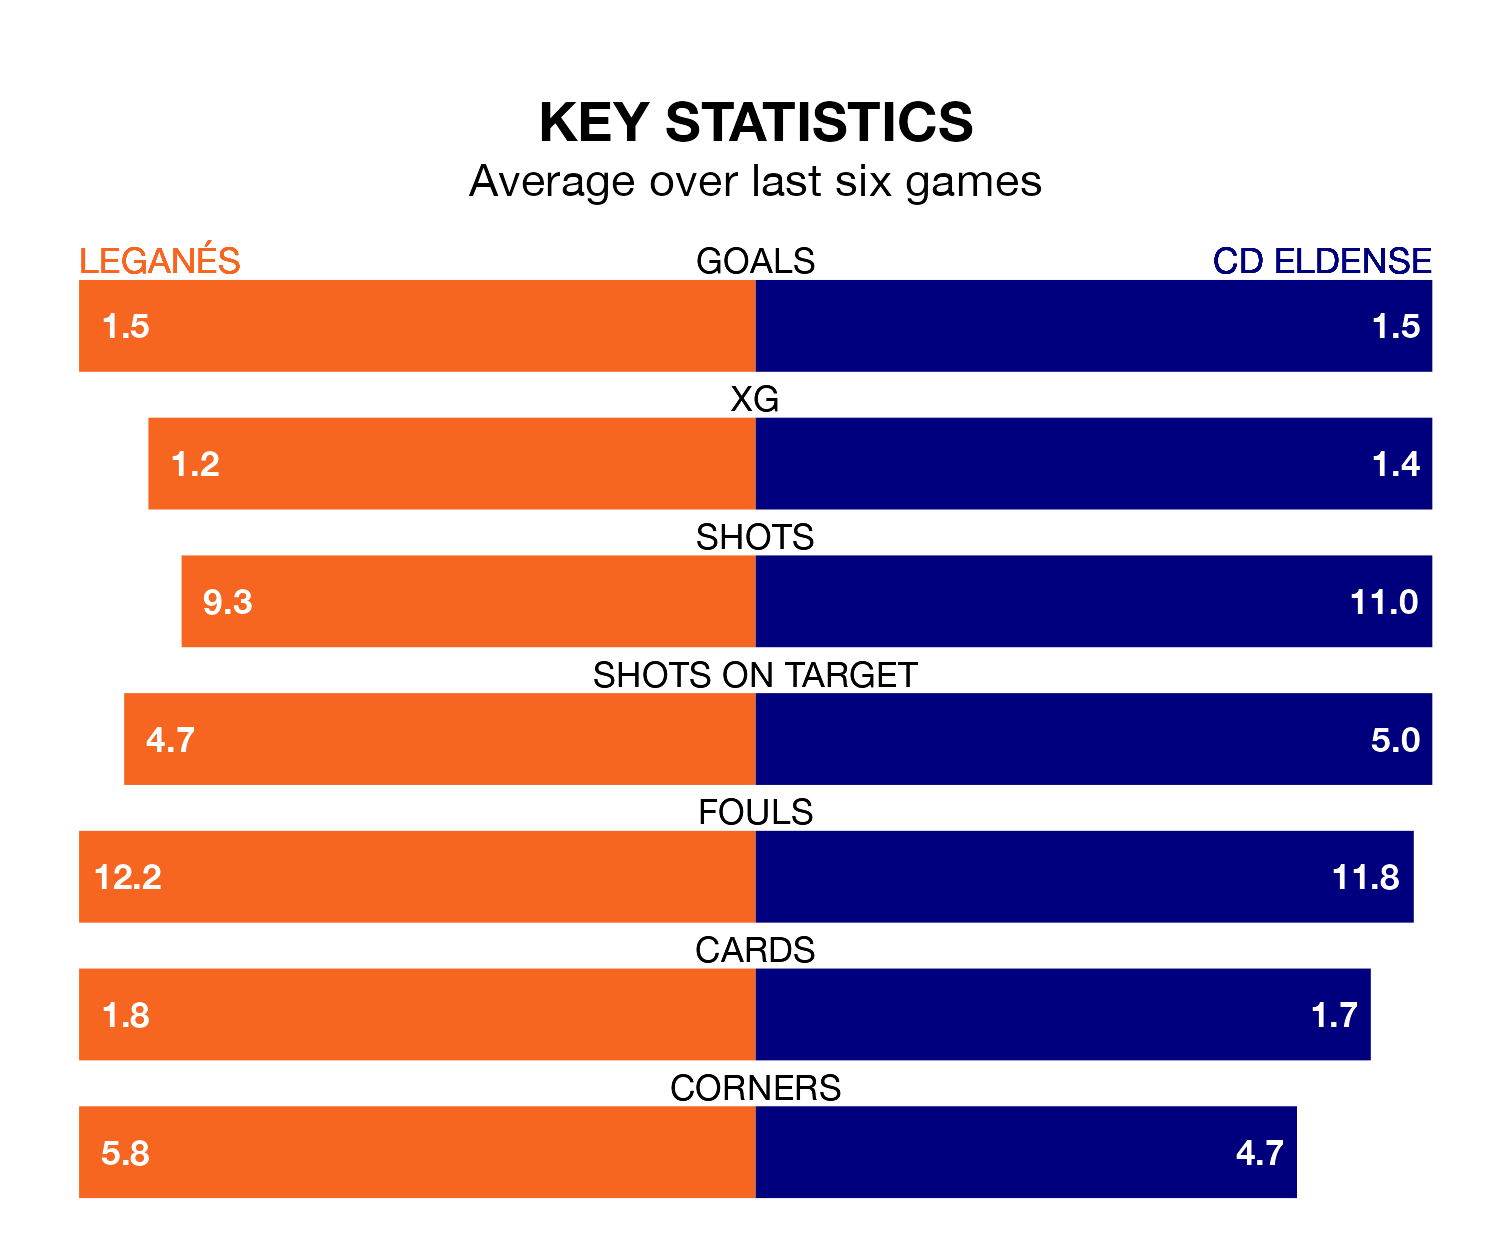 KEY STATISTICS
Average over last six games
LEGANÉS GOALS CD ELDENSE
1.5 1.5
XG
1.2 1.4
SHOTS
9.3 11.0
SHOTS ON TARGET
4.7 5.0
FOULS
12.2 11.8
CARDS
1.8 1.7
CORNERS
5.8 4.7